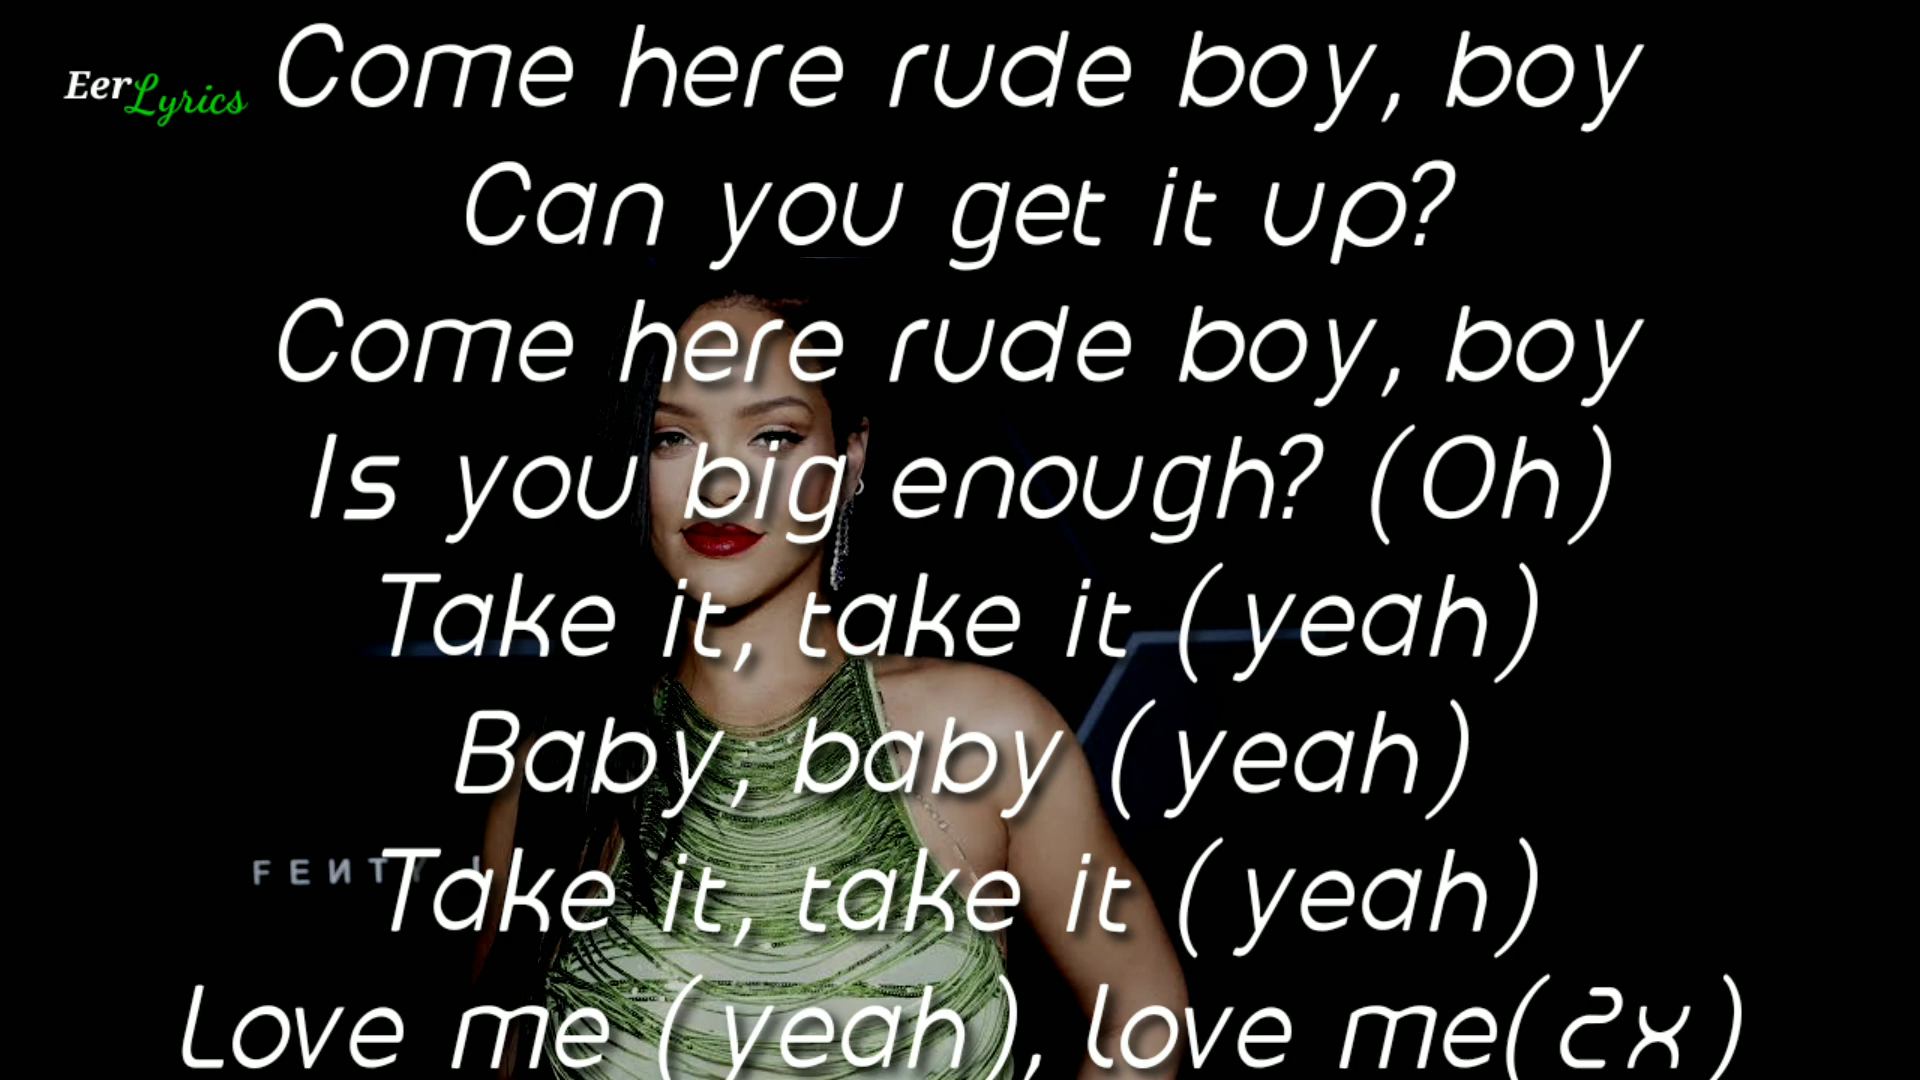 EerLyrics
Come here rude boy, boy
Can you get it up?
Come here rude boy, boy
Is you big enough? (Oh)
Take it, take it (yeah)
Baby, baby (yeah)
FEИTY
Take it, take it (yeah)
Love me (yeah), love me(2x)